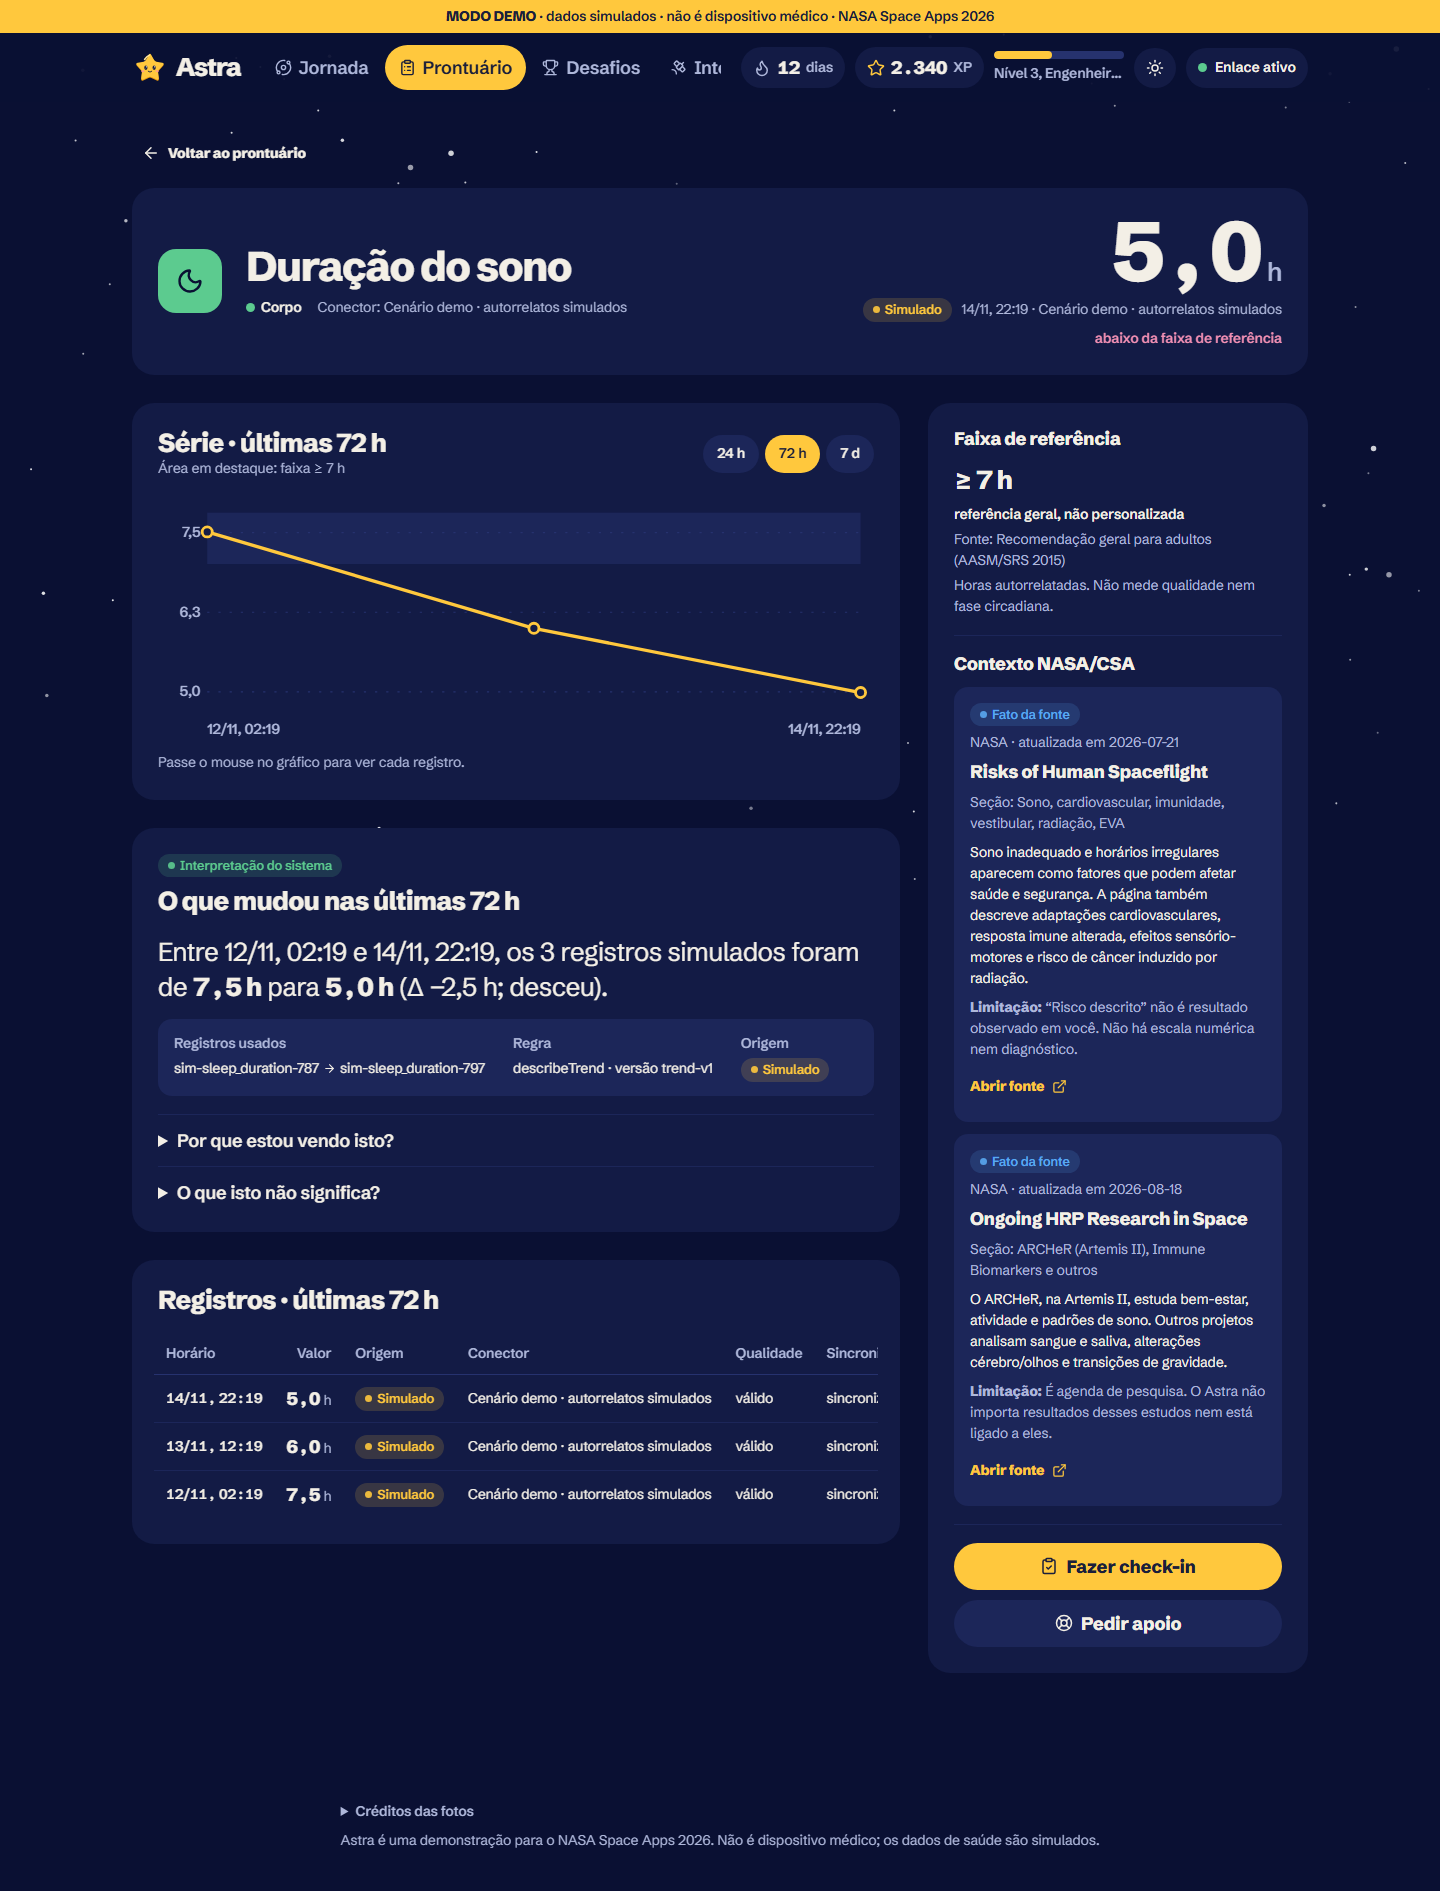 MODO DEMO · dados simulados · não é dispositivo médico · NASA Space Apps 2026
Astra
Jornada
Prontuário
Desafios
Inte
12 dias
2.340 XP
Nível 3, Engenheir...
Enlace ativo
Voltar ao prontuário
Duração do sono
Corpo Conector: Cenário demo · autorrelatos simulados
5,0 h
Simulado 14/11, 22:19 · Cenário demo · autorrelatos simulados
abaixo da faixa de referência
Série · últimas 72 h
Área em destaque: faixa ≥ 7 h
24 h
72 h
7 d
7,5
6,3
5,0
12/11, 02:19
14/11, 22:19
Passe o mouse no gráfico para ver cada registro.
Interpretação do sistema
O que mudou nas últimas 72 h
Entre 12/11, 02:19 e 14/11, 22:19, os 3 registros simulados foram
de 7,5 h para 5,0 h (Δ −2,5 h; desceu).
Registros usados
sim-sleep_duration-787 → sim-sleep_duration-797
Regra
describeTrend · versão trend-v1
Origem
Simulado
▶ Por que estou vendo isto?
▶ O que isto não significa?
Registros · últimas 72 h
Horário Valor Origem Conector Qualidade Sincroni
14/11, 22:19 5,0 h Simulado Cenário demo · autorrelatos simulados válido sincroni
13/11, 12:19 6,0 h Simulado Cenário demo · autorrelatos simulados válido sincroni
12/11, 02:19 7,5 h Simulado Cenário demo · autorrelatos simulados válido sincroni
Faixa de referência
≥ 7 h
referência geral, não personalizada
Fonte: Recomendação geral para adultos
(AASM/SRS 2015)
Horas autorrelatadas. Não mede qualidade nem
fase circadiana.
Contexto NASA/CSA
Fato da fonte
NASA · atualizada em 2026-07-21
Risks of Human Spaceflight
Seção: Sono, cardiovascular, imunidade,
vestibular, radiação, EVA
Sono inadequado e horários irregulares
aparecem como fatores que podem afetar
saúde e segurança. A página também
descreve adaptações cardiovasculares,
resposta imune alterada, efeitos sensório-
motores e risco de câncer induzido por
radiação.
Limitação: “Risco descrito” não é resultado
observado em você. Não há escala numérica
nem diagnóstico.
Abrir fonte
Fato da fonte
NASA · atualizada em 2026-08-18
Ongoing HRP Research in Space
Seção: ARCHeR (Artemis II), Immune
Biomarkers e outros
O ARCHeR, na Artemis II, estuda bem-estar,
atividade e padrões de sono. Outros projetos
analisam sangue e saliva, alterações
cérebro/olhos e transições de gravidade.
Limitação: É agenda de pesquisa. O Astra não
importa resultados desses estudos nem está
ligado a eles.
Abrir fonte
Fazer check-in
Pedir apoio
▶ Créditos das fotos
Astra é uma demonstração para o NASA Space Apps 2026. Não é dispositivo médico; os dados de saúde são simulados.